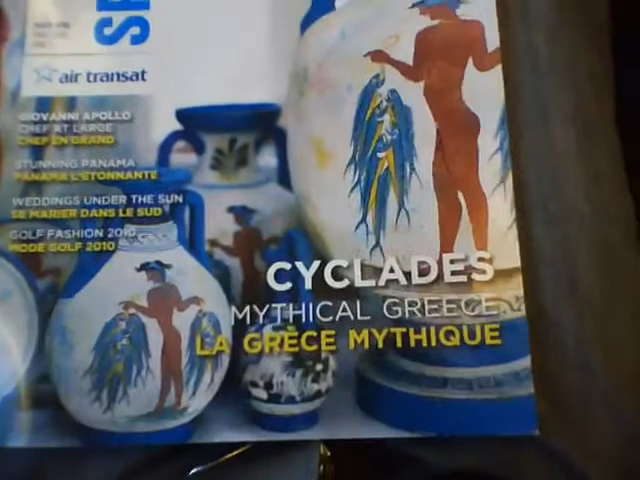 SE
air transat
GIOVANNI APOLLO
CHEF AT LARGE
CHEF EN GRAND
STUNNING PANAMA
PANAMA L'ÉTONNANTE
WEDDINGS UNDER THE SUN
SE MARIER DANS LE SUD
GOLF FASHION 2010
MODE GOLF 2010
CYCLADES
MYTHICAL GREECE
LA GRÈCE MYTHIQUE